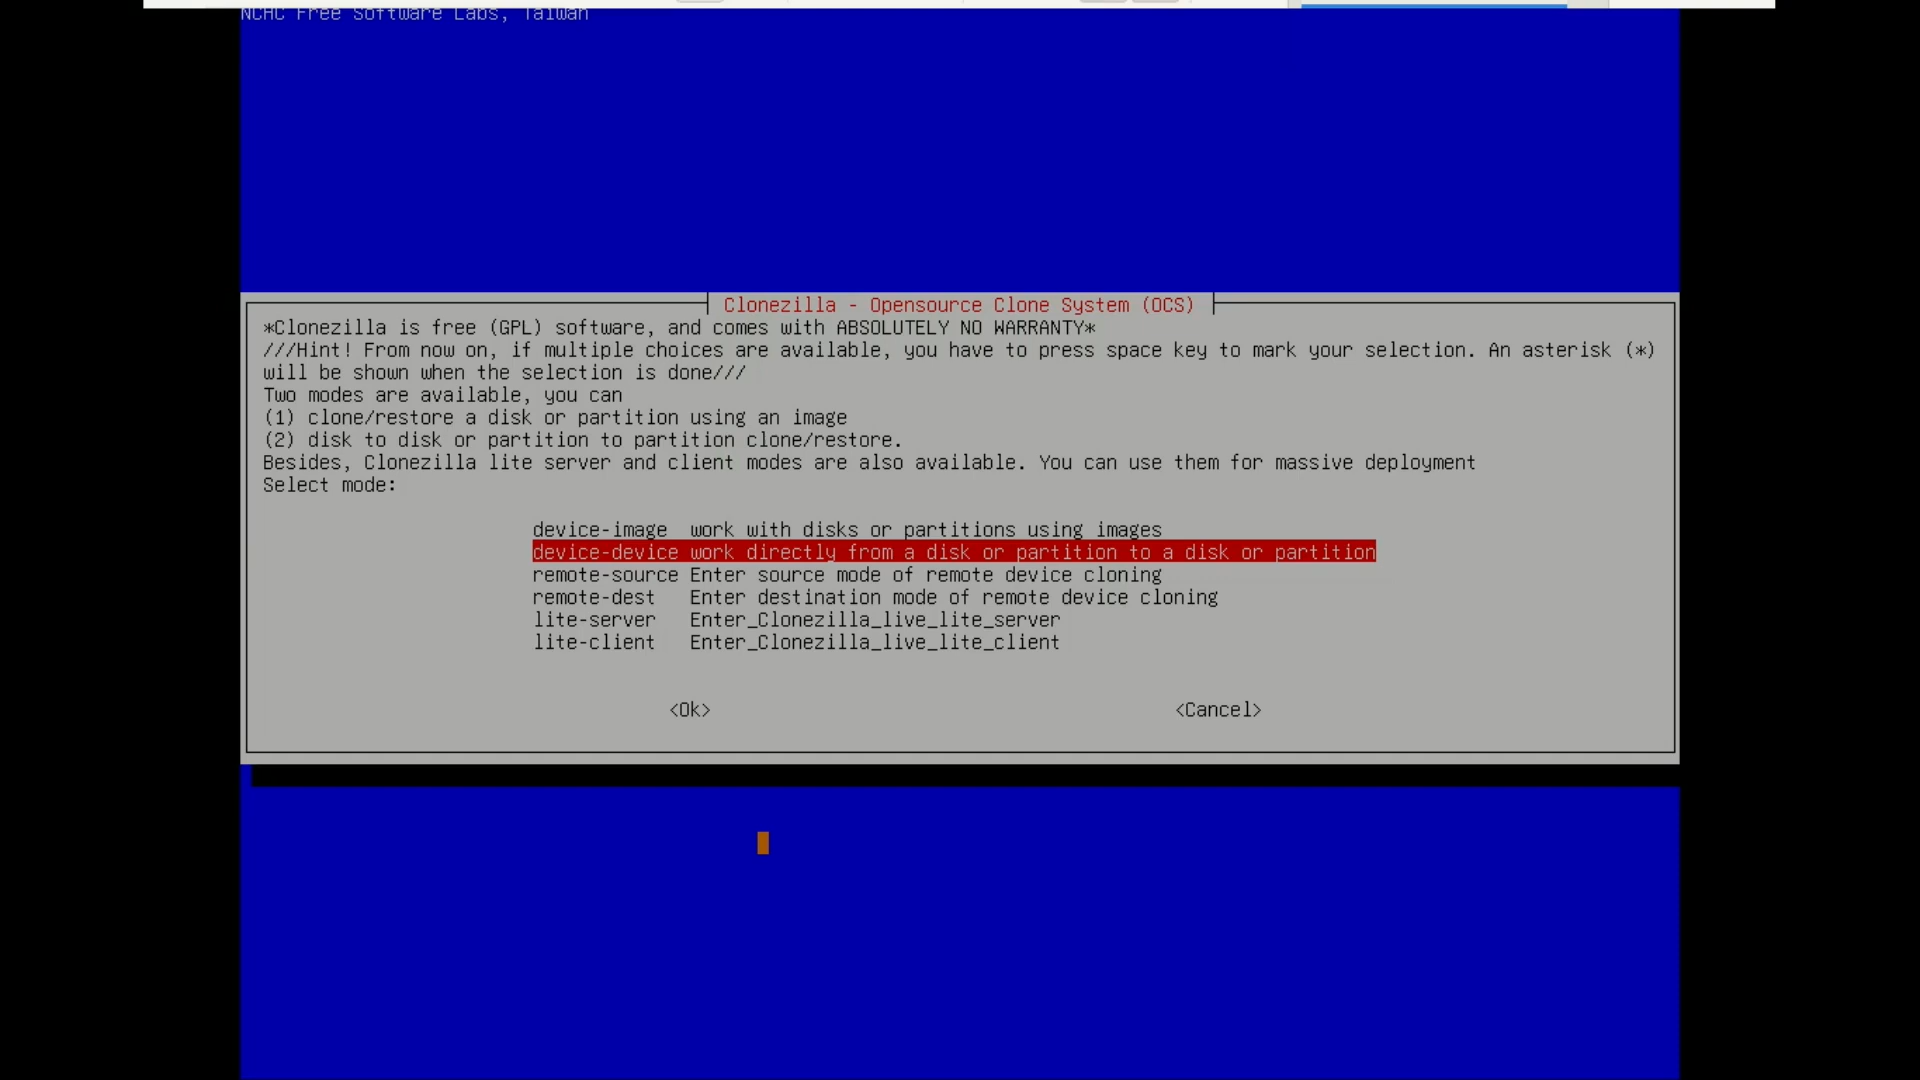 NCHC Free Software Labs, Taiwan
Clonezilla - Opensource Clone System (OCS)
*Clonezilla is free (GPL) software, and comes with ABSOLUTELY NO WARRANTY*
///Hint! From now on, if multiple choices are available, you have to press space key to mark your selection. An asterisk (*)
will be shown when the selection is done///
Two modes are available, you can
(1) clone/restore a disk or partition using an image
(2) disk to disk or partition to partition clone/restore.
Besides, Clonezilla lite server and client modes are also available. You can use them for massive deployment
Select mode:
device-image work with disks or partitions using images
device-device work directly from a disk or partition to a disk or partition
remote-source Enter source mode of remote device cloning
remote-dest Enter destination mode of remote device cloning
lite-server Enter_Clonezilla_live_lite_server
lite-client Enter_Clonezilla_live_lite_client
<Ok> <Cancel>